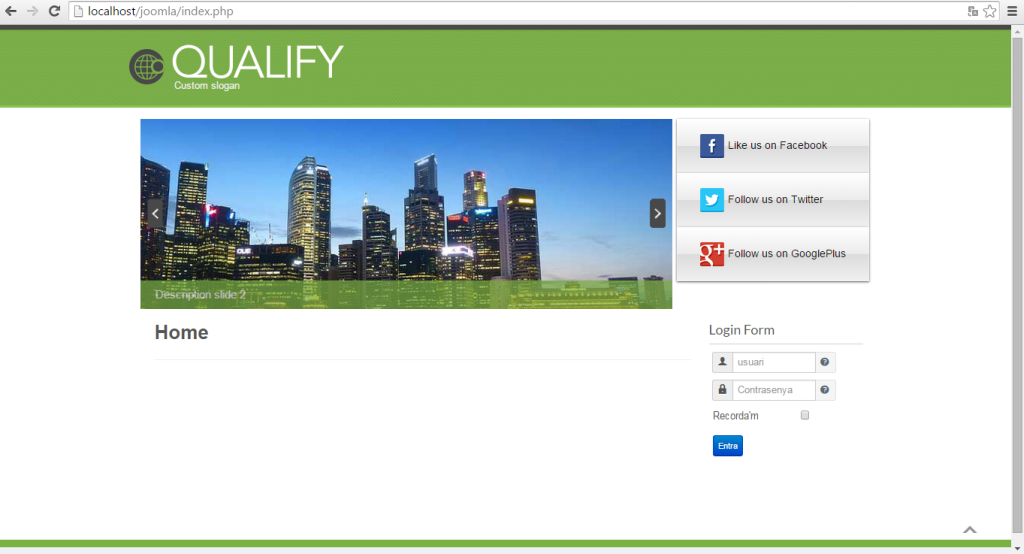 localhost/joomla/index.php
QUALIFY
Custom slogan
Like us on Facebook
Follow us on Twitter
Follow us on GooglePlus
Description slide 2
Home
Login Form
usuari
Contrasenya
Recorda'm
Entra